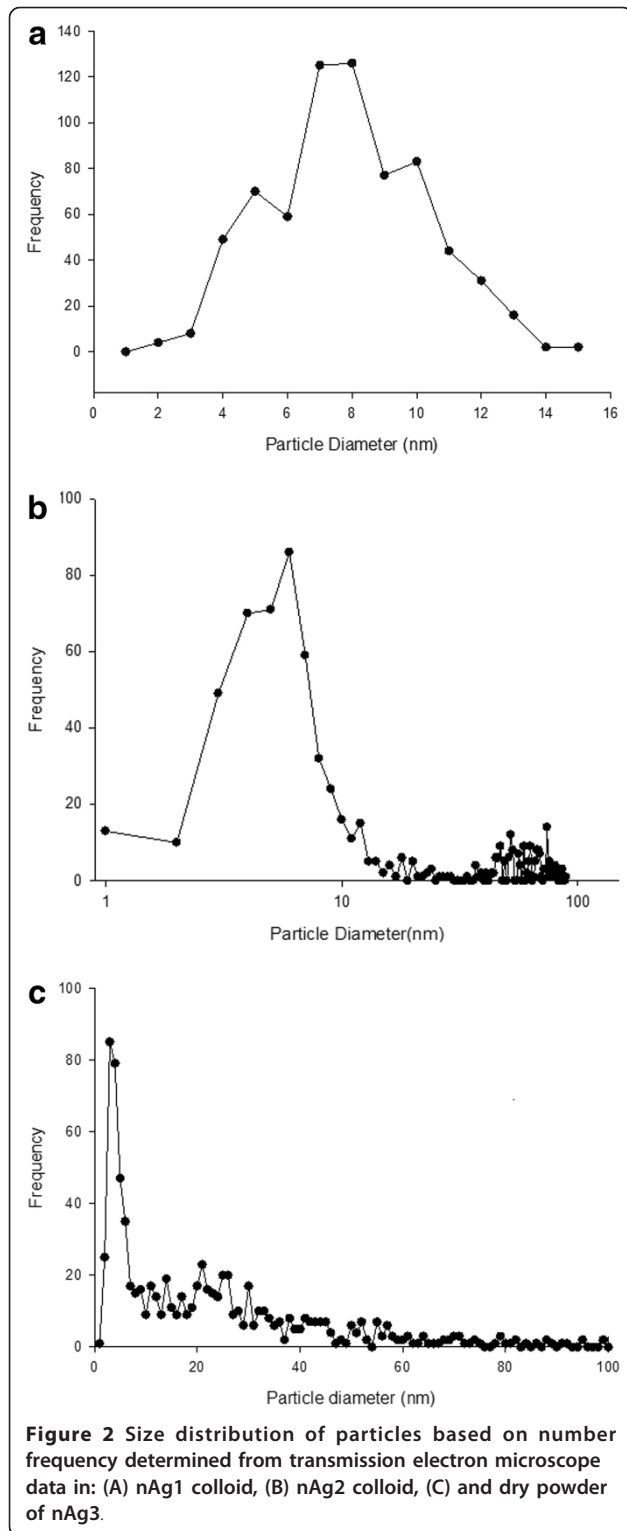 a
140
120
100
80
60
40
20
0
Frequency
0 2 4 6 8 10 12 14 16
Particle Diameter (nm)
b
100
80
60
40
20
0
Frequency
1 10 100
Particle Diameter(nm)
c
100
80
60
40
20
0
Frequency
0 20 40 60 80 100
Particle diameter (nm)
Figure 2 Size distribution of particles based on number
frequency determined from transmission electron microscope
data in: (A) nAg1 colloid, (B) nAg2 colloid, (C) and dry powder
of nAg3.